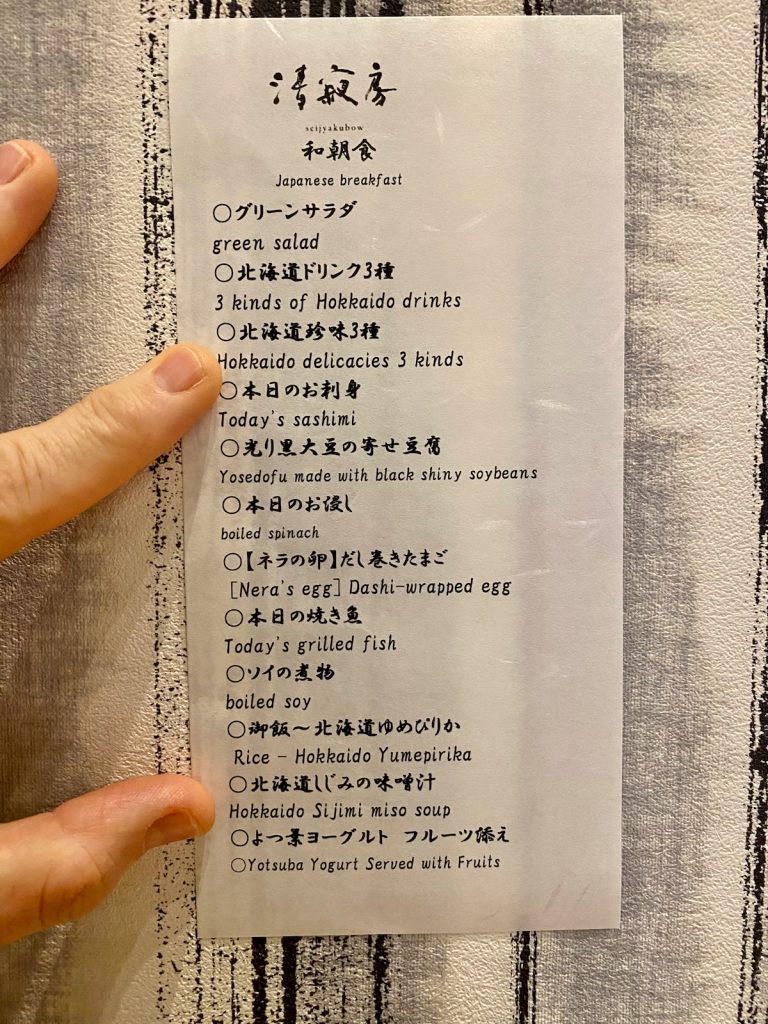 清寂房
seijyakubow
和朝食
Japanese breakfast
○グリーンサラダ
green salad
○北海道ドリンク3種
3 kinds of Hokkaido drinks
○北海道珍味3種
Hokkaido delicacies 3 kinds
○本日のお刺身
Today's sashimi
○光り黒大豆の寄せ豆腐
Yosedofu made with black shiny soybeans
○本日のお浸し
boiled spinach
○【ネラの卵】だし巻きたまご
[Nera's egg] Dashi-wrapped egg
○本日の焼き魚
Today's grilled fish
○ソイの煮物
boiled soy
○御飯～北海道ゆめぴりか
Rice - Hokkaido Yumepirika
○北海道しじみの味噌汁
Hokkaido Sijimi miso soup
○よつ葉ヨーグルト フルーツ添え
○Yotsuba Yogurt Served with Fruits